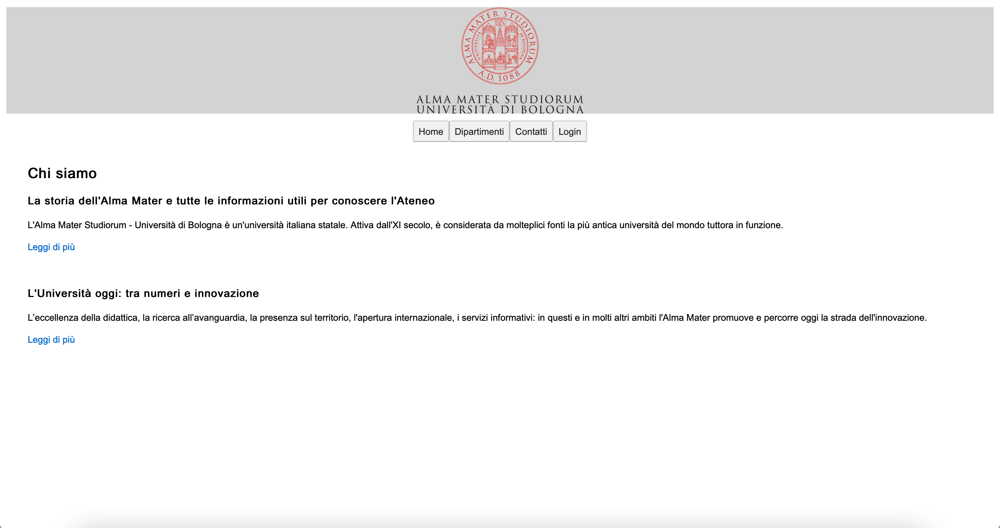 ALMA MATER STUDIORUM
UNIVERSITÀ DI BOLOGNA
A.D. 1088
ALMA MATER STUDIORUM
UNIVERSITÀ DI BOLOGNA
Home Dipartimenti Contatti Login
Chi siamo
La storia dell'Alma Mater e tutte le informazioni utili per conoscere l'Ateneo
L'Alma Mater Studiorum - Università di Bologna è un'università italiana statale. Attiva dall'XI secolo, è considerata da molteplici fonti la più antica università del mondo tuttora in funzione.
Leggi di più
L'Università oggi: tra numeri e innovazione
L’eccellenza della didattica, la ricerca all’avanguardia, la presenza sul territorio, l'apertura internazionale, i servizi informativi: in questi e in molti altri ambiti l'Alma Mater promuove e percorre oggi la strada dell'innovazione.
Leggi di più